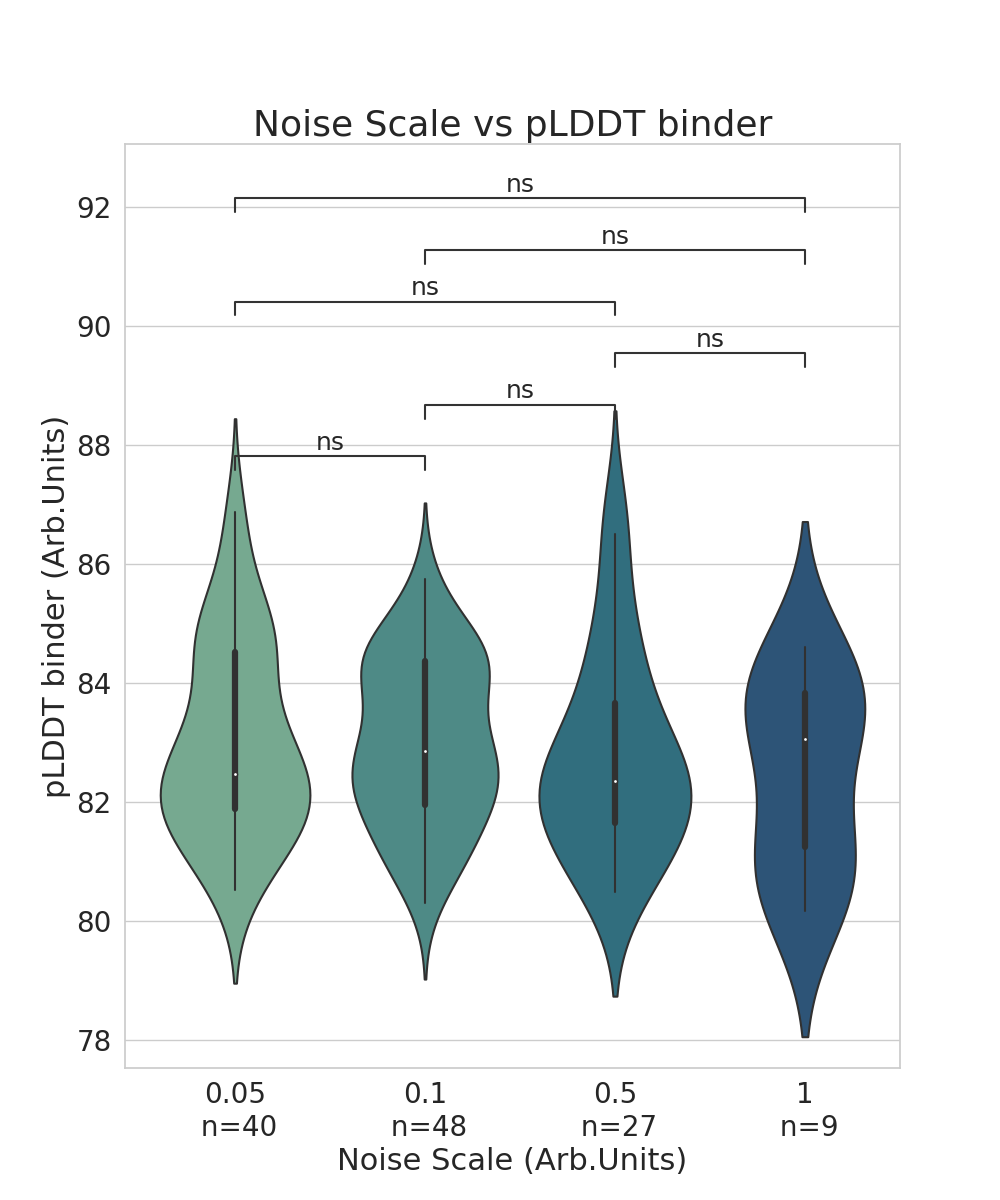 Noise Scale vs pLDDT binder
ns
ns
ns
ns
ns
ns
92
90
88
86
84
82
80
78
pLDDT binder (Arb.Units)
0.05 0.1 0.5 1
n=40 n=48 n=27 n=9
Noise Scale (Arb.Units)